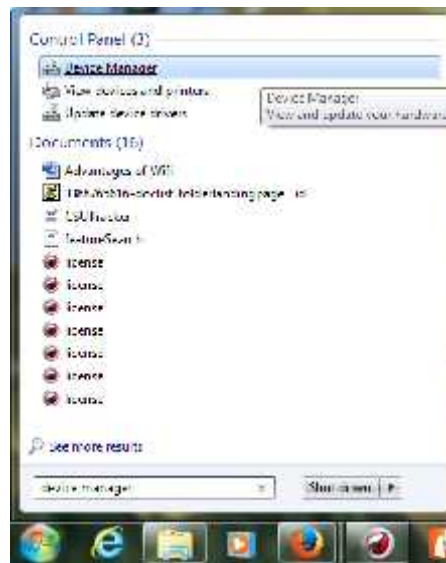 Control Panel (3)
Device Manager
View devices and printers
Update device drivers
Device Manager
View and update your hardware
Documents (16)
Advantages of Wifi
license
license
license
license
license
license
license
See more results
device manager
Shut down